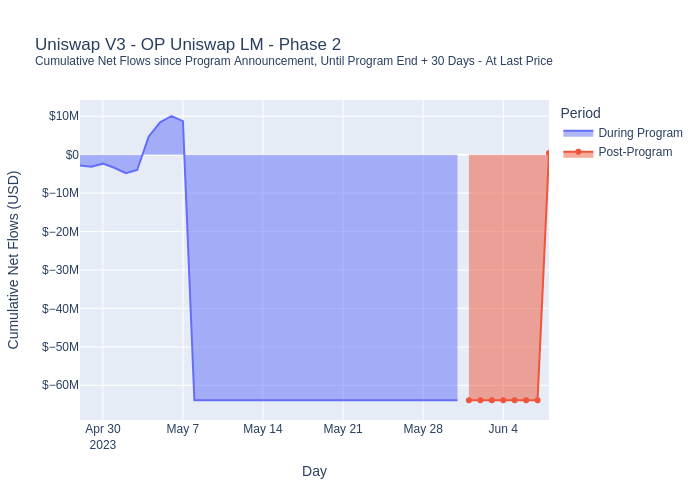 Uniswap V3 - OP Uniswap LM - Phase 2
Cumulative Net Flows since Program Announcement, Until Program End + 30 Days - At Last Price
Period
During Program
Post-Program
Cumulative Net Flows (USD)
$10M
$0
$−10M
$−20M
$−30M
$−40M
$−50M
$−60M
Apr 30
2023
May 7
May 14
May 21
May 28
Jun 4
Day